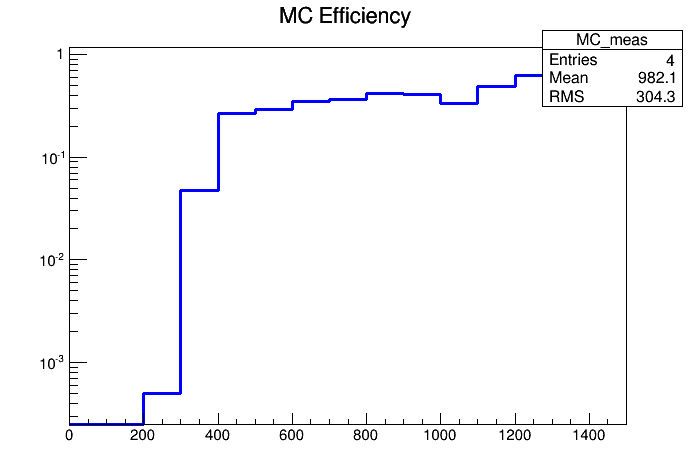 MC Efficiency
MC_meas
Entries 4
Mean 982.1
RMS 304.3
1
10-1
10-2
10-3
0 200 400 600 800 1000 1200 1400